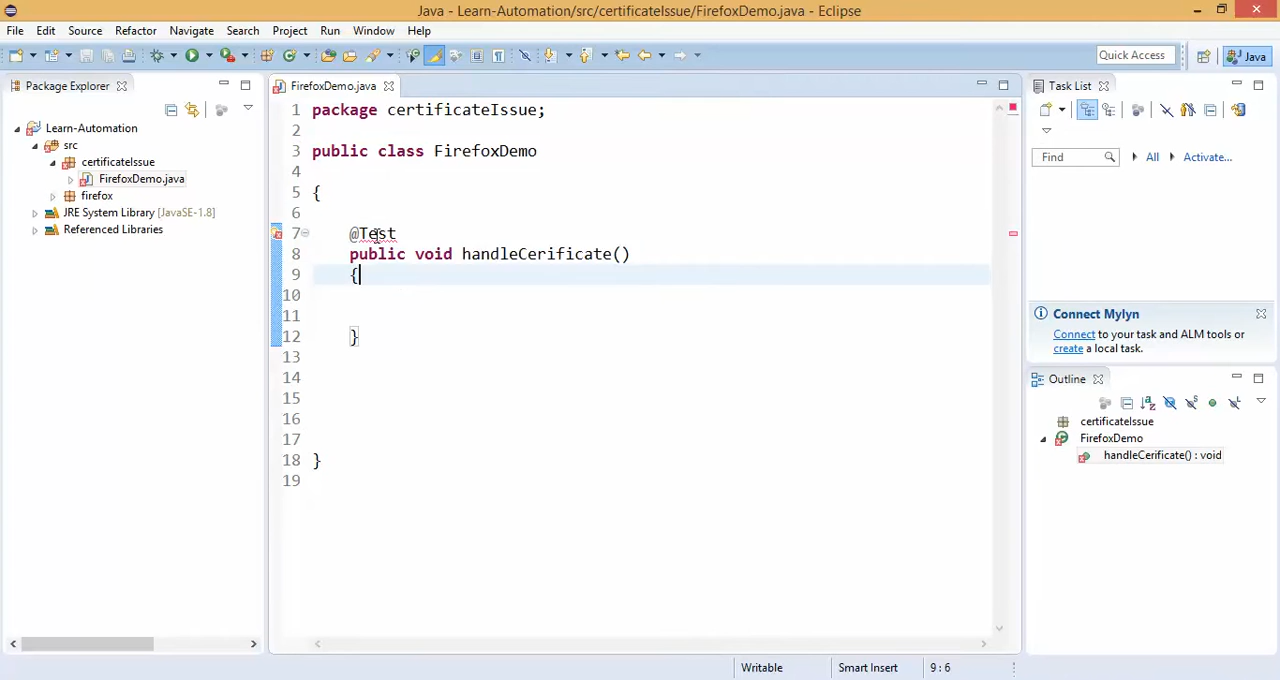 Java - Learn-Automation/src/certificateIssue/FirefoxDemo.java - Eclipse
File Edit Source Refactor Navigate Search Project Run Window Help
Quick Access
Java
Package Explorer
Learn-Automation
src
certificateIssue
FirefoxDemo.java
firefox
JRE System Library [JavaSE-1.8]
Referenced Libraries
FirefoxDemo.java
1 package certificateIssue;
2
3 public class FirefoxDemo
4
5 {
6
7 @Test
8 public void handleCerificate()
9 {
10
11
12 }
13
14
15
16
17
18 }
19
Task List
Find All Activate...
Connect Mylyn
Connect to your task and ALM tools or
create a local task.
Outline
certificateIssue
FirefoxDemo
handleCerificate() : void
Writable Smart Insert 9 : 6